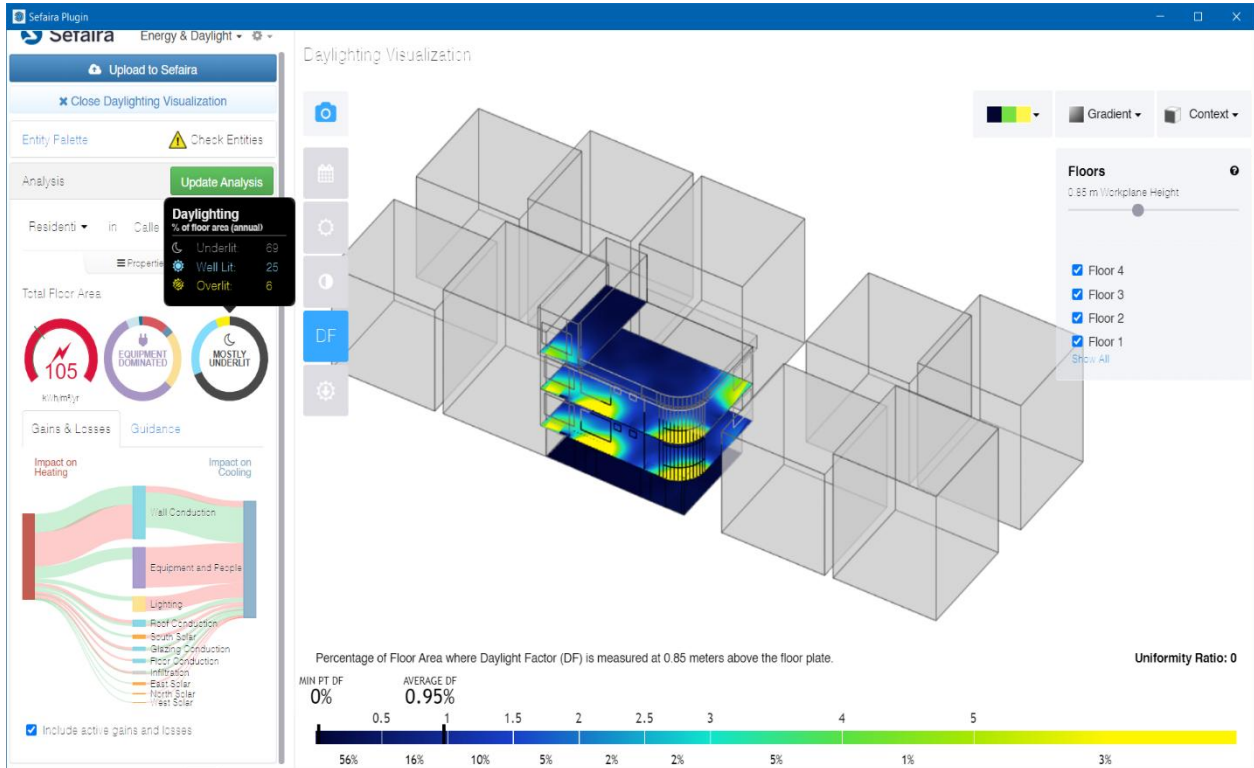 Sefaira Plugin
Sefaira Energy & Daylight
Upload to Sefaira
Close Daylighting Visualization
Entity Palette Check Entities
Analysis Update Analysis
Residenti in Calle
Properties
Total Floor Area
Daylighting
% of floor area (annual)
Underlit: 69
Well Lit: 25
Overlit: 6
105
kWh/m²/yr
EQUIPMENT
DOMINATED
MOSTLY
UNDERLIT
Gains & Losses Guidance
Impact on
Heating
Impact on
Cooling
Wall Conduction
Equipment and People
Lighting
Roof Conduction
South Solar
Glazing Conduction
Floor Conduction
Infiltration
East Solar
North Solar
West Solar
Include active gains and losses
Daylighting Visualization
DF
Gradient Context
Floors
0.85 m Workplane Height
Floor 4
Floor 3
Floor 2
Floor 1
Show All
Percentage of Floor Area where Daylight Factor (DF) is measured at 0.85 meters above the floor plate. Uniformity Ratio: 0
MIN PT DF AVERAGE DF
0% 0.95%
0.5 1 1.5 2 2.5 3 4 5
56% 16% 10% 5% 2% 2% 5% 1% 3%